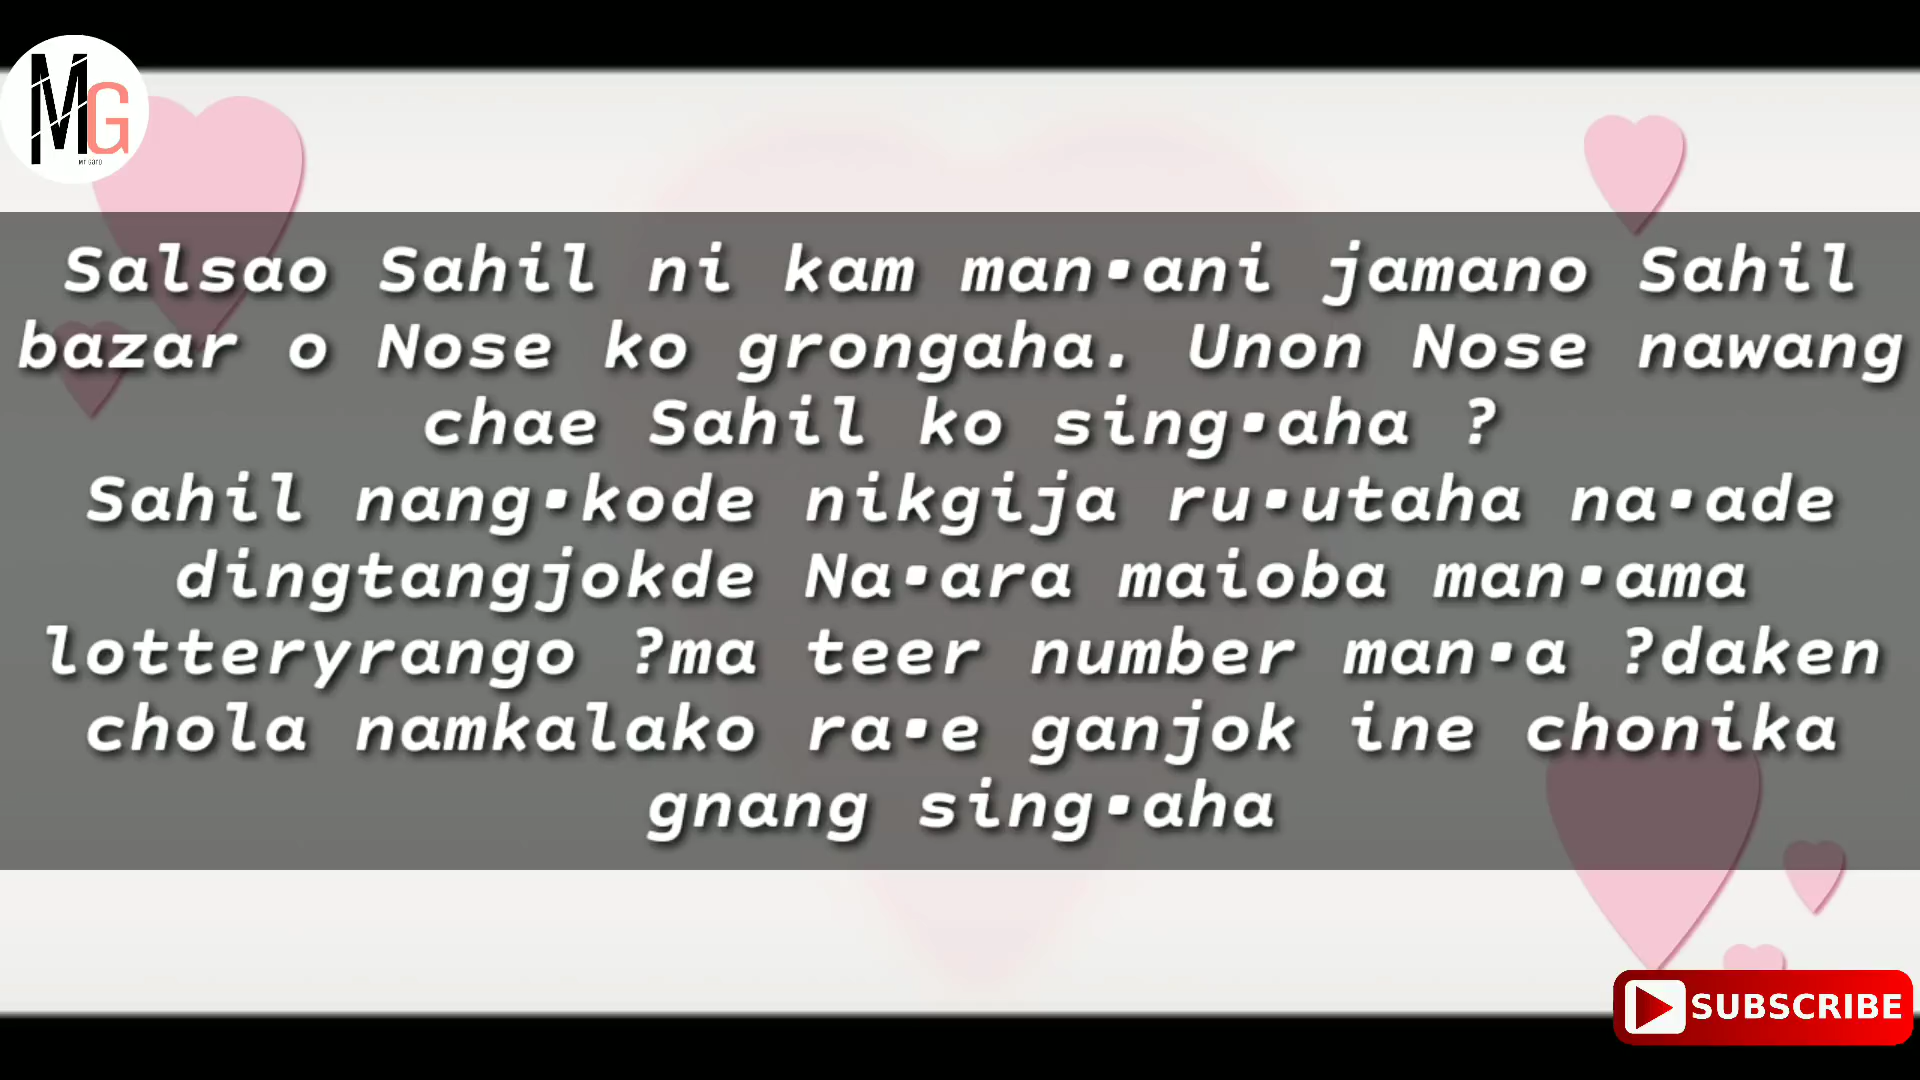 MG
Mr Garo
Salsao Sahil ni kam man▪ani jamano Sahil
bazar o Nose ko grongaha. Unon Nose nawang
chae Sahil ko sing▪aha ?
Sahil nang▪kode nikgija ru▪utaha na▪ade
dingtangjokde Na▪ara maioba man▪ama
lotteryrango ?ma teer number man▪a ?daken
chola namkalako ra▪e ganjok ine chonika
gnang sing▪aha
SUBSCRIBE